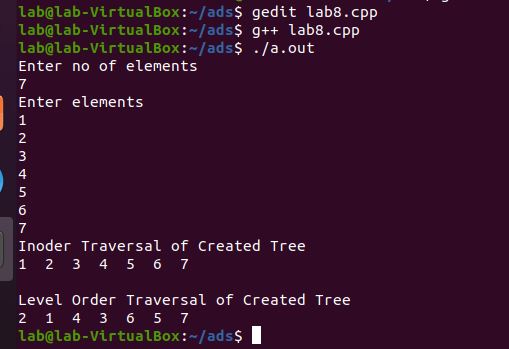 lab@lab-VirtualBox:~/ads$ gedit lab8.cpp
lab@lab-VirtualBox:~/ads$ g++ lab8.cpp
lab@lab-VirtualBox:~/ads$ ./a.out
Enter no of elements
7
Enter elements
1
2
3
4
5
6
7
Inoder Traversal of Created Tree
1  2  3  4  5  6  7
Level Order Traversal of Created Tree
2  1  4  3  6  5  7
lab@lab-VirtualBox:~/ads$